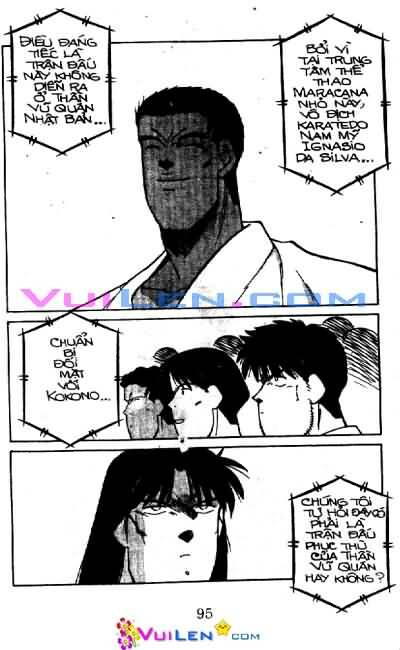 BỞI VÌ
TẠI TRUNG
TÂM THỂ
THAO
MARACANA
NHỎ NÀY,
VÔ ĐỊCH
KARATEDO
NAM MỸ
IGNASIO
DA SILVA...
ĐIỀU ĐÁNG
TIẾC LÀ
TRẬN ĐẤU
NÀY KHÔNG
DIỄN RA
Ở THẦN
VŨ QUÁN
NHẬT BẢN...
VUILEN.COM
CHUẨN
BỊ
ĐỐI
MẶT
VỚI
KOKONO...
CHÚNG TÔI
TỰ HỎI ĐÂY CÓ
PHẢI LÀ
TRẬN ĐẤU
PHỤC THÙ
CỦA THẦN
VŨ QUÁN
HAY KHÔNG?
95
VUILEN.COM